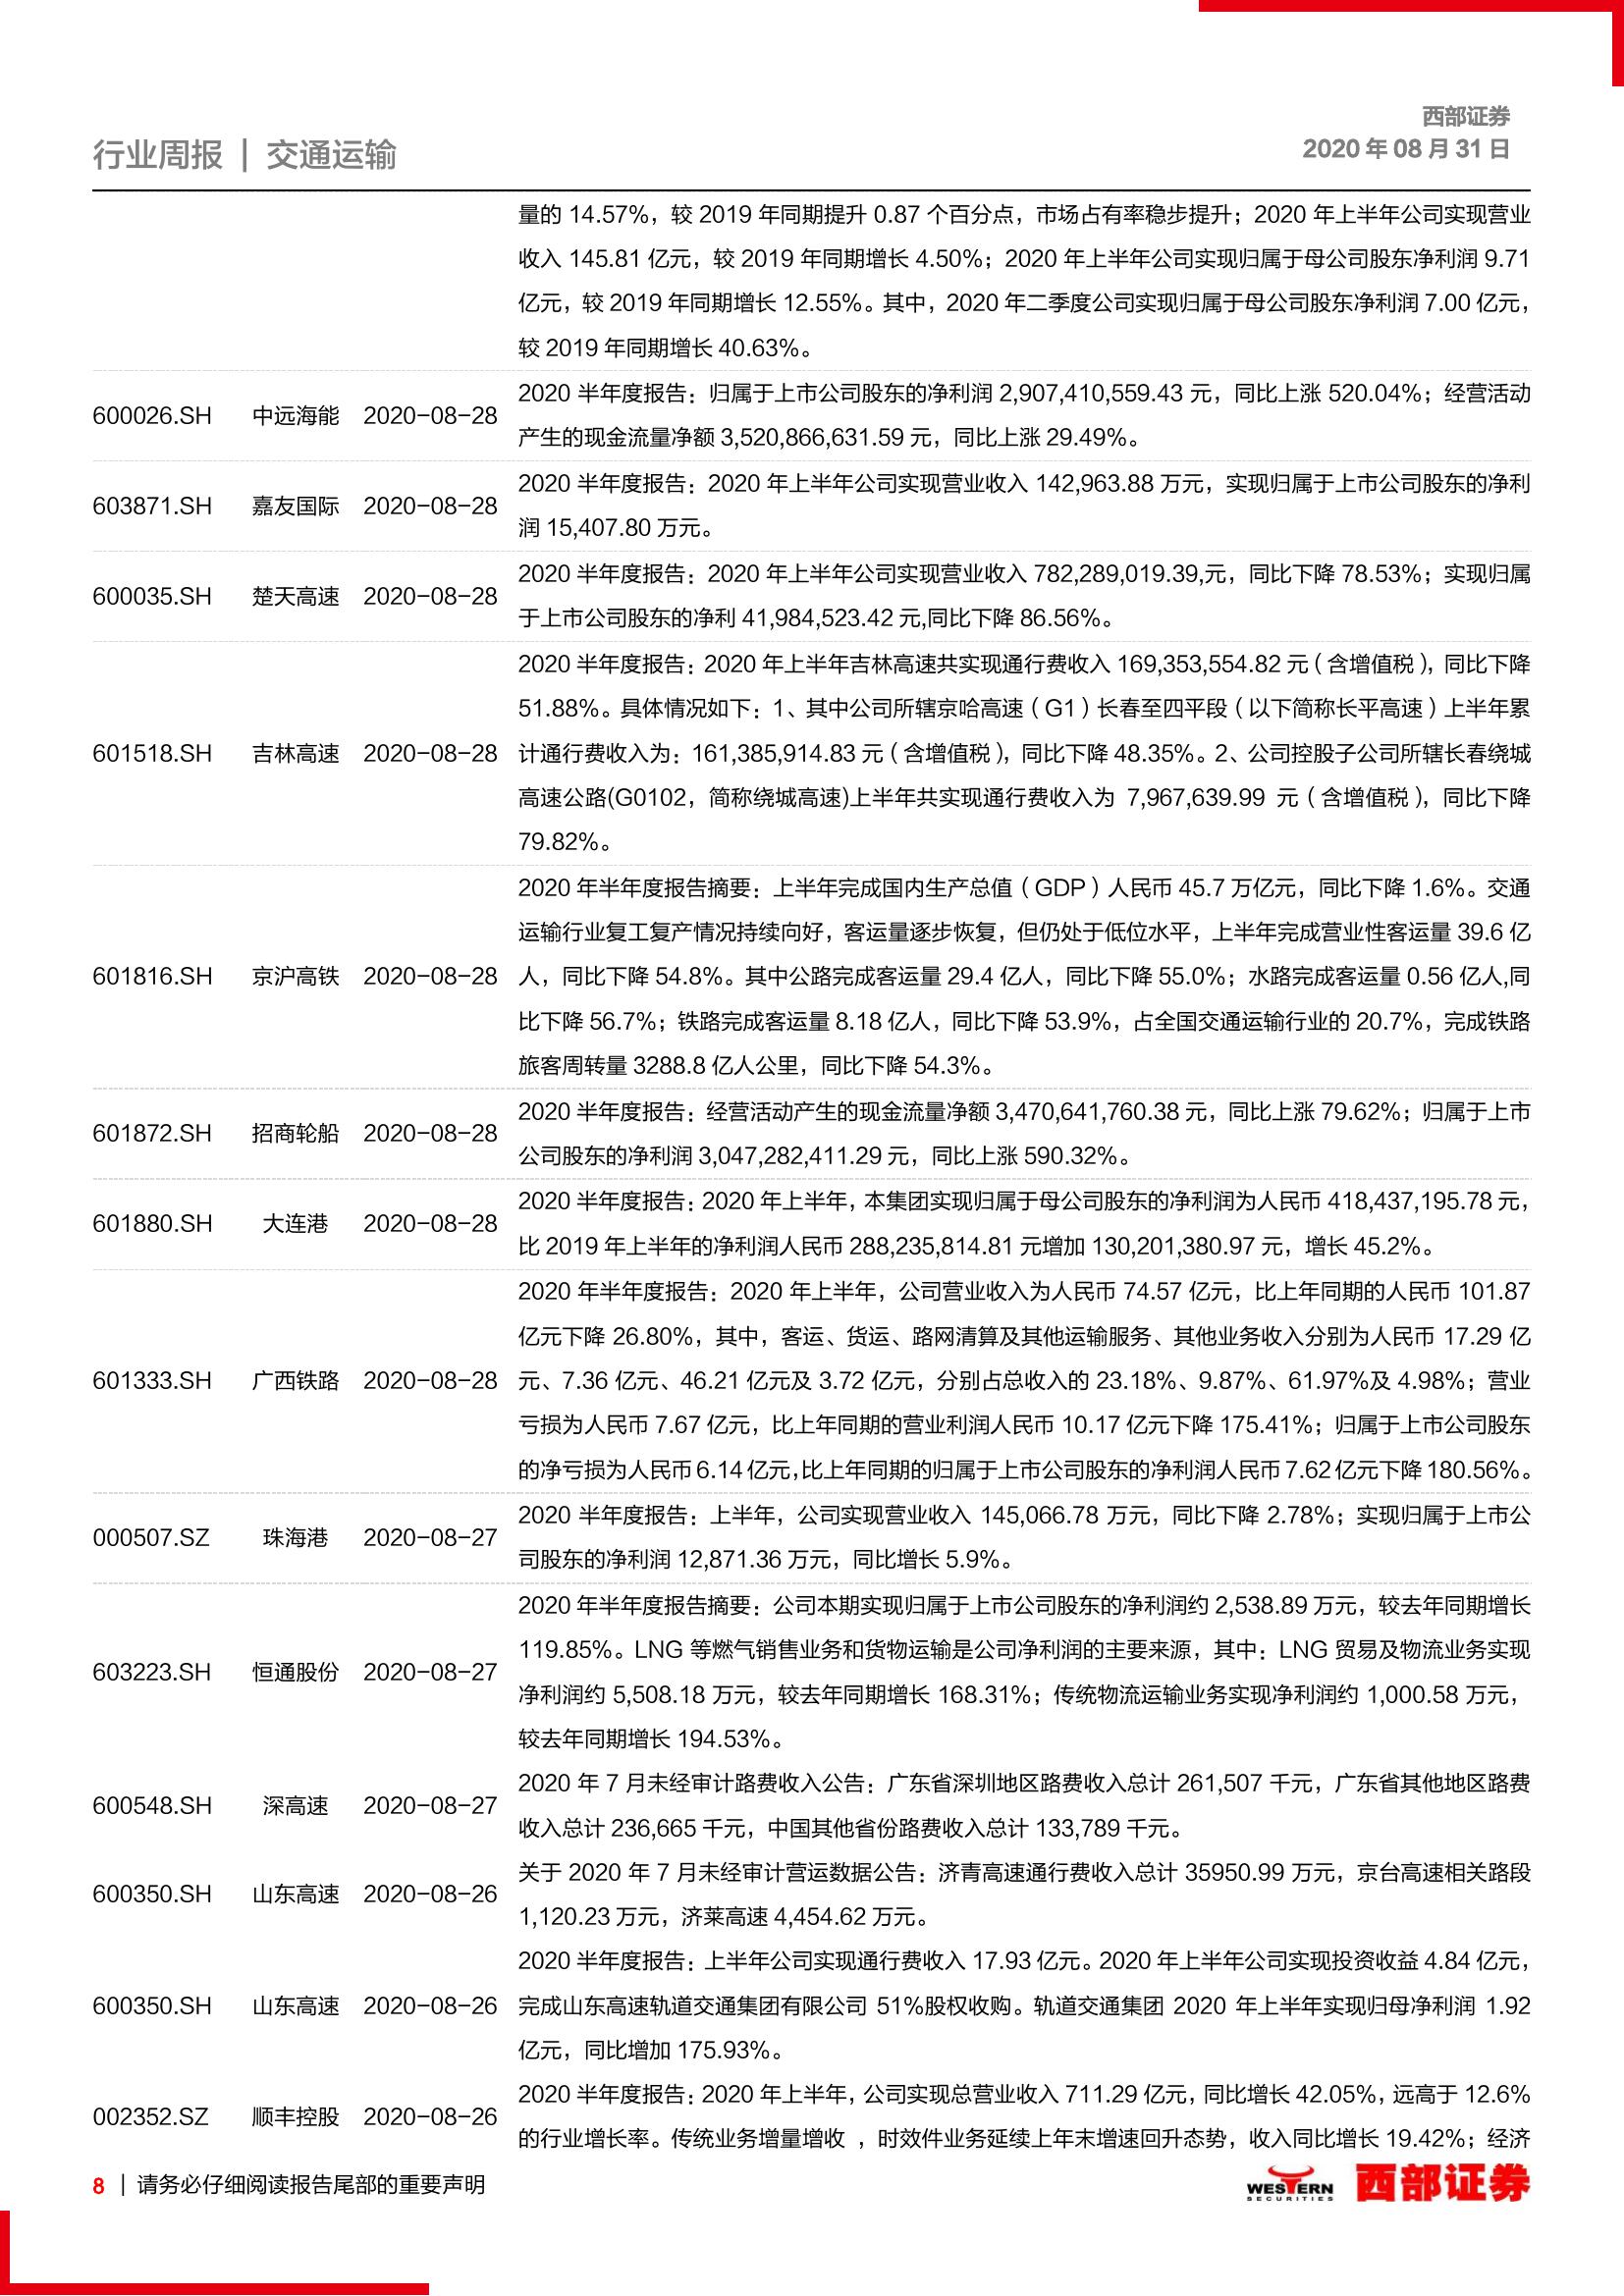 西部证券
行业周报 | 交通运输
2020 年 08 月 31 日
量的 14.57%，较 2019 年同期提升 0.87 个百分点，市场占有率稳步提升；2020 年上半年公司实现营业
收入 145.81 亿元，较 2019 年同期增长 4.50%；2020 年上半年公司实现归属于母公司股东净利润 9.71
亿元，较 2019 年同期增长 12.55%。其中，2020 年二季度公司实现归属于母公司股东净利润 7.00 亿元，
较 2019 年同期增长 40.63%。
600026.SH 中远海能 2020-08-28
2020 半年度报告：归属于上市公司股东的净利润 2,907,410,559.43 元，同比上涨 520.04%；经营活动
产生的现金流量净额 3,520,866,631.59 元，同比上涨 29.49%。
603871.SH 嘉友国际 2020-08-28
2020 半年度报告：2020 年上半年公司实现营业收入 142,963.88 万元，实现归属于上市公司股东的净利
润 15,407.80 万元。
600035.SH 楚天高速 2020-08-28
2020 半年度报告：2020 年上半年公司实现营业收入 782,289,019.39,元，同比下降 78.53%；实现归属
于上市公司股东的净利 41,984,523.42 元,同比下降 86.56%。
601518.SH 吉林高速 2020-08-28
2020 半年度报告：2020 年上半年吉林高速共实现通行费收入 169,353,554.82 元（含增值税），同比下降
51.88%。具体情况如下：1、其中公司所辖京哈高速（G1）长春至四平段（以下简称长平高速）上半年累
计通行费收入为：161,385,914.83 元（含增值税），同比下降 48.35%。2、公司控股子公司所辖长春绕城
高速公路(G0102，简称绕城高速)上半年共实现通行费收入为 7,967,639.99 元（含增值税），同比下降
79.82%。
601816.SH 京沪高铁 2020-08-28
2020 年半年度报告摘要：上半年完成国内生产总值（GDP）人民币 45.7 万亿元，同比下降 1.6%。交通
运输行业复工复产情况持续向好，客运量逐步恢复，但仍处于低位水平，上半年完成营业性客运量 39.6 亿
人，同比下降 54.8%。其中公路完成客运量 29.4 亿人，同比下降 55.0%；水路完成客运量 0.56 亿人,同
比下降 56.7%；铁路完成客运量 8.18 亿人，同比下降 53.9%，占全国交通运输行业的 20.7%，完成铁路
旅客周转量 3288.8 亿人公里，同比下降 54.3%。
601872.SH 招商轮船 2020-08-28
2020 半年度报告：经营活动产生的现金流量净额 3,470,641,760.38 元，同比上涨 79.62%；归属于上市
公司股东的净利润 3,047,282,411.29 元，同比上涨 590.32%。
601880.SH 大连港 2020-08-28
2020 半年度报告：2020 年上半年，本集团实现归属于母公司股东的净利润为人民币 418,437,195.78 元，
比 2019 年上半年的净利润人民币 288,235,814.81 元增加 130,201,380.97 元，增长 45.2%。
601333.SH 广西铁路 2020-08-28
2020 年半年度报告：2020 年上半年，公司营业收入为人民币 74.57 亿元，比上年同期的人民币 101.87
亿元下降 26.80%，其中，客运、货运、路网清算及其他运输服务、其他业务收入分别为人民币 17.29 亿
元、7.36 亿元、46.21 亿元及 3.72 亿元，分别占总收入的 23.18%、9.87%、61.97%及 4.98%；营业
亏损为人民币 7.67 亿元，比上年同期的营业利润人民币 10.17 亿元下降 175.41%；归属于上市公司股东
的净亏损为人民币 6.14 亿元,比上年同期的归属于上市公司股东的净利润人民币 7.62 亿元下降 180.56%。
000507.SZ 珠海港 2020-08-27
2020 半年度报告：上半年，公司实现营业收入 145,066.78 万元，同比下降 2.78%；实现归属于上市公
司股东的净利润 12,871.36 万元，同比增长 5.9%。
603223.SH 恒通股份 2020-08-27
2020 年半年度报告摘要：公司本期实现归属于上市公司股东的净利润约 2,538.89 万元，较去年同期增长
119.85%。LNG 等燃气销售业务和货物运输是公司净利润的主要来源，其中：LNG 贸易及物流业务实现
净利润约 5,508.18 万元，较去年同期增长 168.31%；传统物流运输业务实现净利润约 1,000.58 万元，
较去年同期增长 194.53%。
600548.SH 深高速 2020-08-27
2020 年 7 月未经审计路费收入公告：广东省深圳地区路费收入总计 261,507 千元，广东省其他地区路费
收入总计 236,665 千元，中国其他省份路费收入总计 133,789 千元。
600350.SH 山东高速 2020-08-26
关于 2020 年 7 月未经审计营运数据公告：济青高速通行费收入总计 35950.99 万元，京台高速相关路段
1,120.23 万元，济莱高速 4,454.62 万元。
600350.SH 山东高速 2020-08-26
2020 半年度报告：上半年公司实现通行费收入 17.93 亿元。2020 年上半年公司实现投资收益 4.84 亿元，
完成山东高速轨道交通集团有限公司 51%股权收购。轨道交通集团 2020 年上半年实现归母净利润 1.92
亿元，同比增加 175.93%。
002352.SZ 顺丰控股 2020-08-26
2020 半年度报告：2020 年上半年，公司实现总营业收入 711.29 亿元，同比增长 42.05%，远高于 12.6%
的行业增长率。传统业务增量增收 ，时效件业务延续上年末增速回升态势，收入同比增长 19.42%；经济
8 | 请务必仔细阅读报告尾部的重要声明
WESTERN
SECURITIES
西部证券